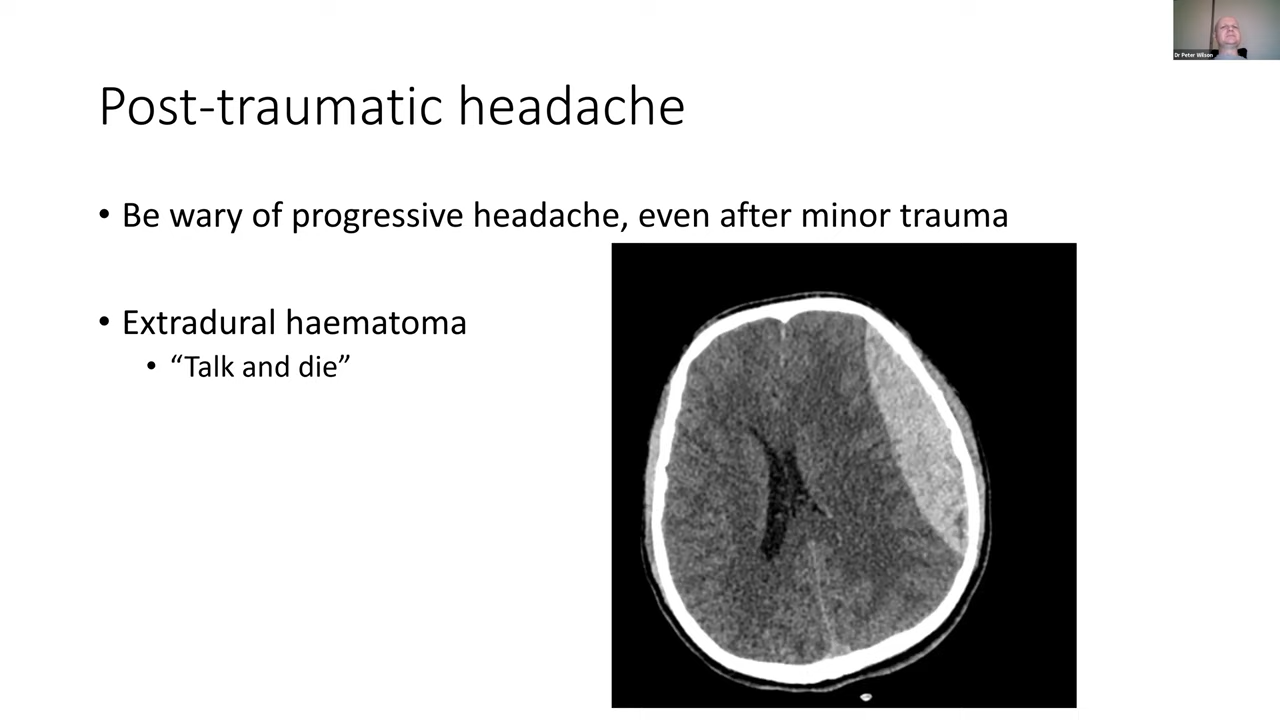 Dr Peter Wilson
Post-traumatic headache
• Be wary of progressive headache, even after minor trauma
• Extradural haematoma
• “Talk and die”